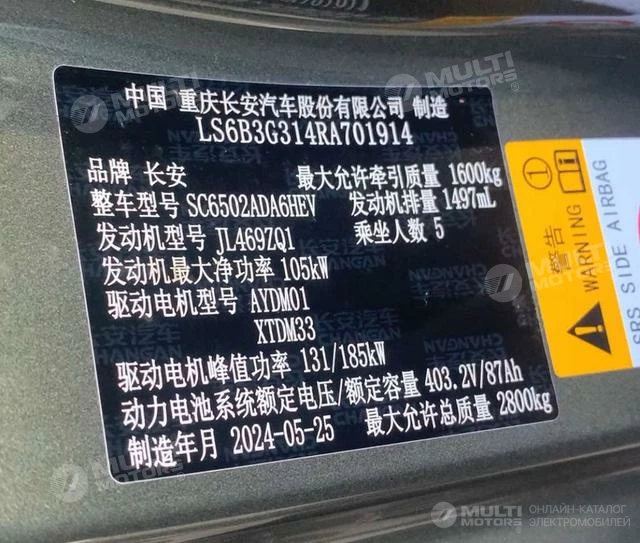 中国 重庆长安汽车股份有限公司 制造
LS6B3G314RA701914
品牌 长安 最大允许牵引质量 1600kg
整车型号 SC6502ADA6HEV 发动机排量 1497mL
发动机型号 JL469ZQ1 乘坐人数 5
发动机最大净功率 105kW
驱动电机型号 AYDM01
XTDM33
驱动电机峰值功率 131/185kW
动力电池系统额定电压/额定容量 403.2V/87Ah
制造年月 2024-05-25 最大允许总质量 2800kg
警告
WARNING
SRS SIDE AIRBAG
MULTI
MOTORS
ОНЛАЙН-КАТАЛОГ
ЭЛЕКТРОМОБИЛЕЙ